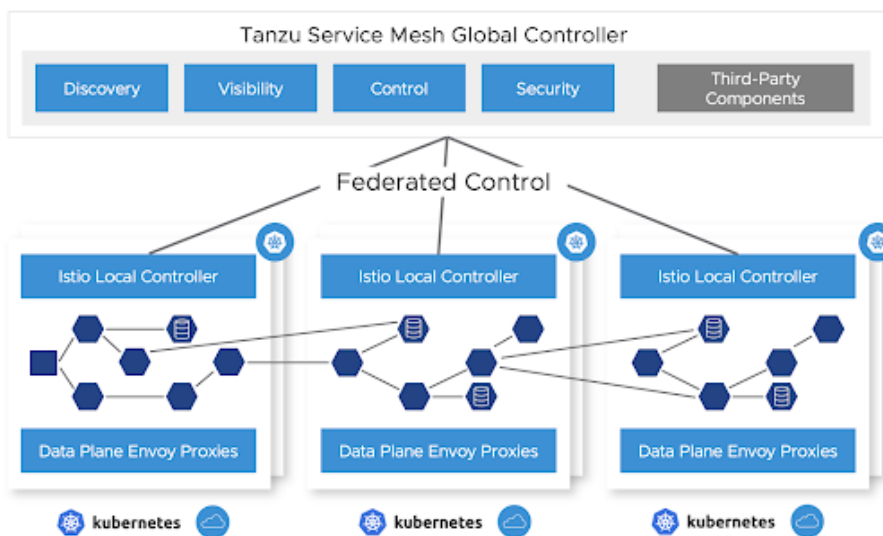 Tanzu Service Mesh Global Controller
Discovery
Visibility
Control
Security
Third-Party
Components
Federated Control
Istio Local Controller
Istio Local Controller
Istio Local Controller
Data Plane Envoy Proxies
Data Plane Envoy Proxies
Data Plane Envoy Proxies
kubernetes
kubernetes
kubernetes